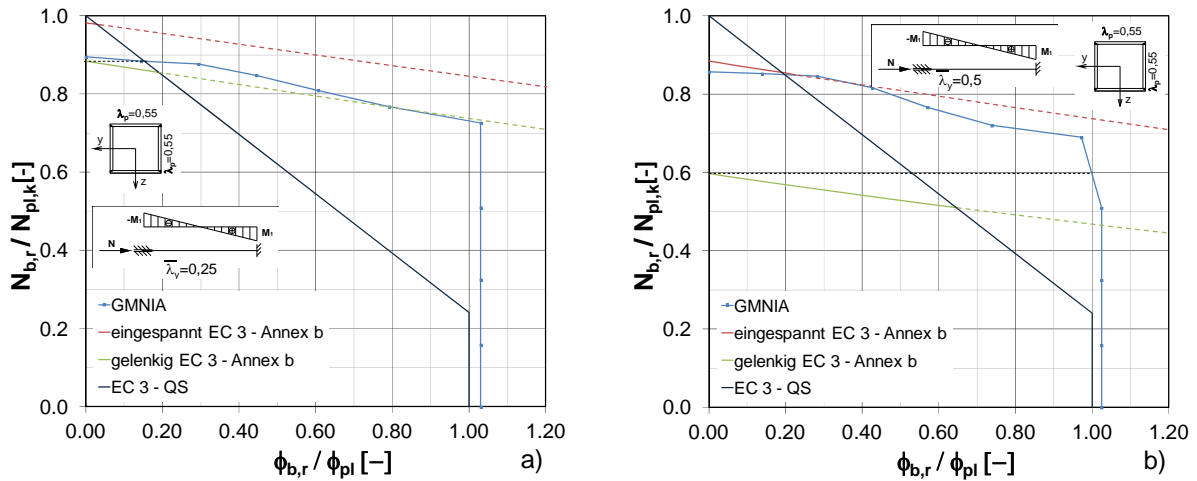 1.0
0.8
0.6
0.4
0.2
0.0
0.00 0.20 0.40 0.60 0.80 1.00 1.20
N_b,r / N_pl,k [-]
ϕ_b,r / ϕ_pl [–]
a)
λ_p=0,55
λ_p=0,55
y
z
-M₁
M₁
N
λ̅_y=0,25
GMNIA
eingespannt EC 3 - Annex b
gelenkig EC 3 - Annex b
EC 3 - QS
1.0
0.8
0.6
0.4
0.2
0.0
0.00 0.20 0.40 0.60 0.80 1.00 1.20
N_b,r / N_pl,k [-]
ϕ_b,r / ϕ_pl [–]
b)
-M₁
M₁
N
λ̅_y=0,5
λ_p=0,55
λ_p=0,55
y
z
GMNIA
eingespannt EC 3 - Annex b
gelenkig EC 3 - Annex b
EC 3 - QS